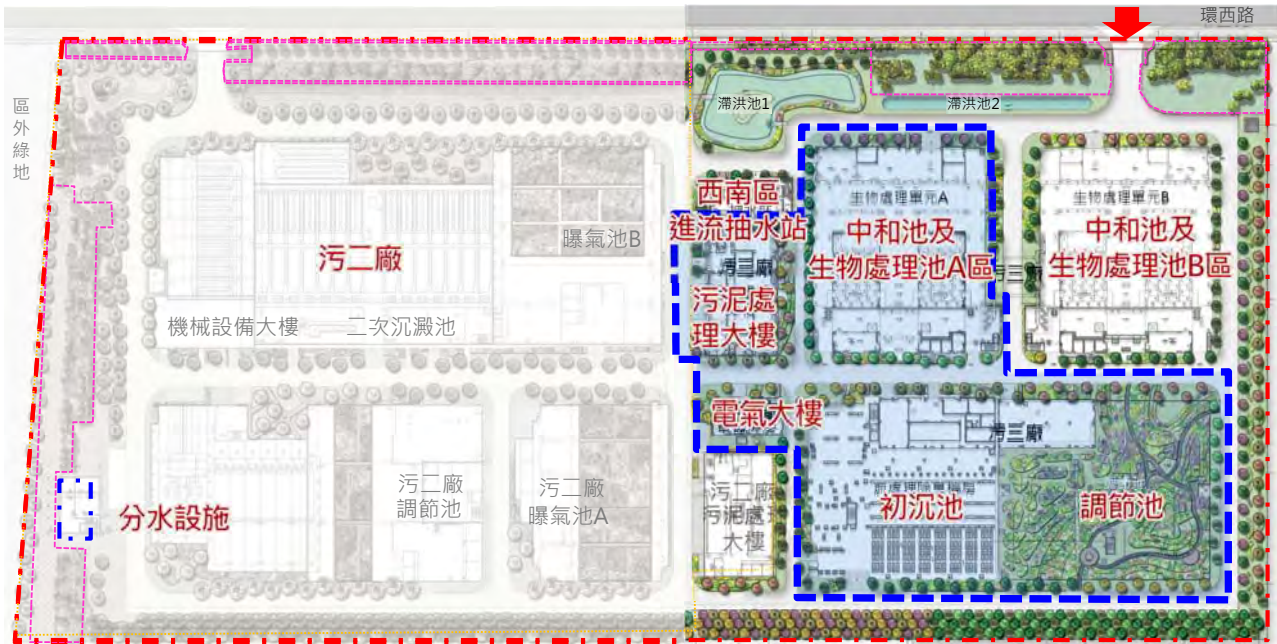 環西路
區外綠地
滯洪池1
滯洪池2
西南區
進流抽水站
生物處理單元A
中和池及
生物處理池A區
生物處理單元B
中和池及
生物處理池B區
污三廠
污三廠
曝氣池B
污二廠
污泥處
理大樓
機械設備大樓
二次沉澱池
電氣大樓
污三廠
污二廠
調節池
污二廠
曝氣池A
污二廠
污泥處理
大樓
初沉池
調節池
分水設施